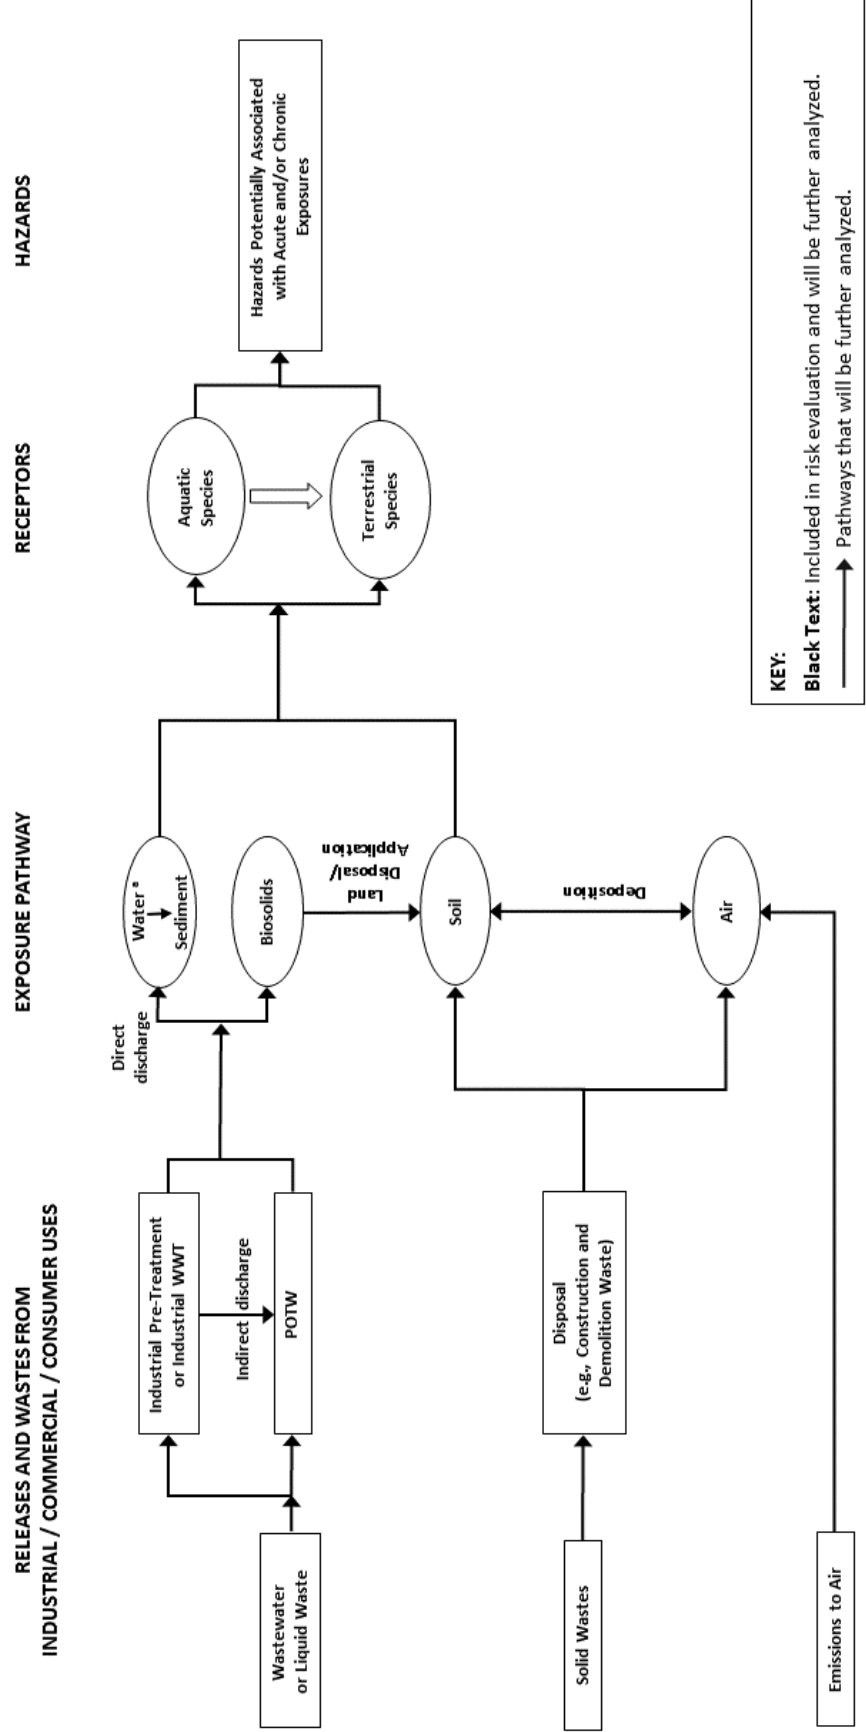 RELEASES AND WASTES FROM
INDUSTRIAL / COMMERCIAL / CONSUMER USES
EXPOSURE PATHWAY
RECEPTORS
HAZARDS
Wastewater
or Liquid Waste
Industrial Pre-Treatment
or Industrial WWT
Indirect discharge
POTW
Direct
discharge
Water a
Sediment
Biosolids
Land
Disposal/
Application
Soil
Deposition
Air
Solid Wastes
Disposal
(e.g., Construction and
Demolition Waste)
Emissions to Air
Aquatic
Species
Terrestrial
Species
Hazards Potentially Associated
with Acute and/or Chronic
Exposures
KEY:
Black Text: Included in risk evaluation and will be further analyzed.
Pathways that will be further analyzed.